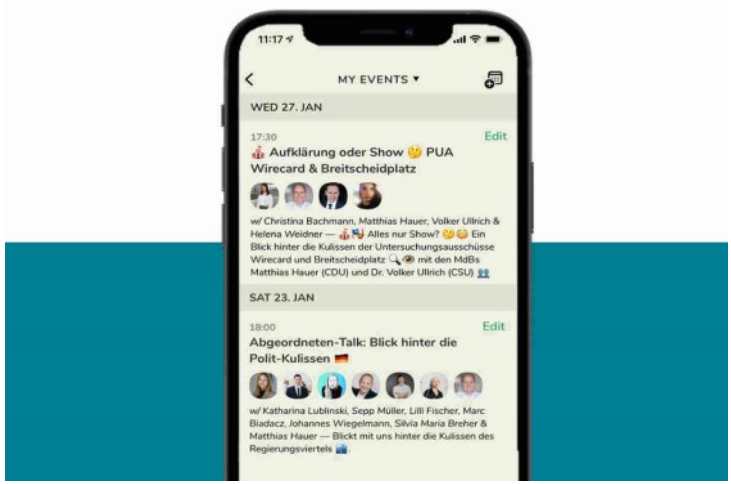 11:17
MY EVENTS ▾
WED 27. JAN
17:30
Edit
🎪 Aufklärung oder Show 🤔 PUA
Wirecard & Breitscheidplatz
w/ Christina Bachmann, Matthias Hauer, Volker Ullrich &
Helena Weidner — 🎪 Alles nur Show? 🤔 Ein
Blick hinter die Kulissen der Untersuchungsausschüsse
Wirecard und Breitscheidplatz 🔍👁 mit den MdBs
Matthias Hauer (CDU) und Dr. Volker Ullrich (CSU) 👥
SAT 23. JAN
18:00
Edit
Abgeordneten-Talk: Blick hinter die
Polit-Kulissen 🇩🇪
w/ Katharina Lublinski, Sepp Müller, Lilli Fischer, Marc
Biadacz, Johannes Wiegelmann, Silvia Maria Breher &
Matthias Hauer — Blickt mit uns hinter die Kulissen des
Regierungsviertels 🏙.